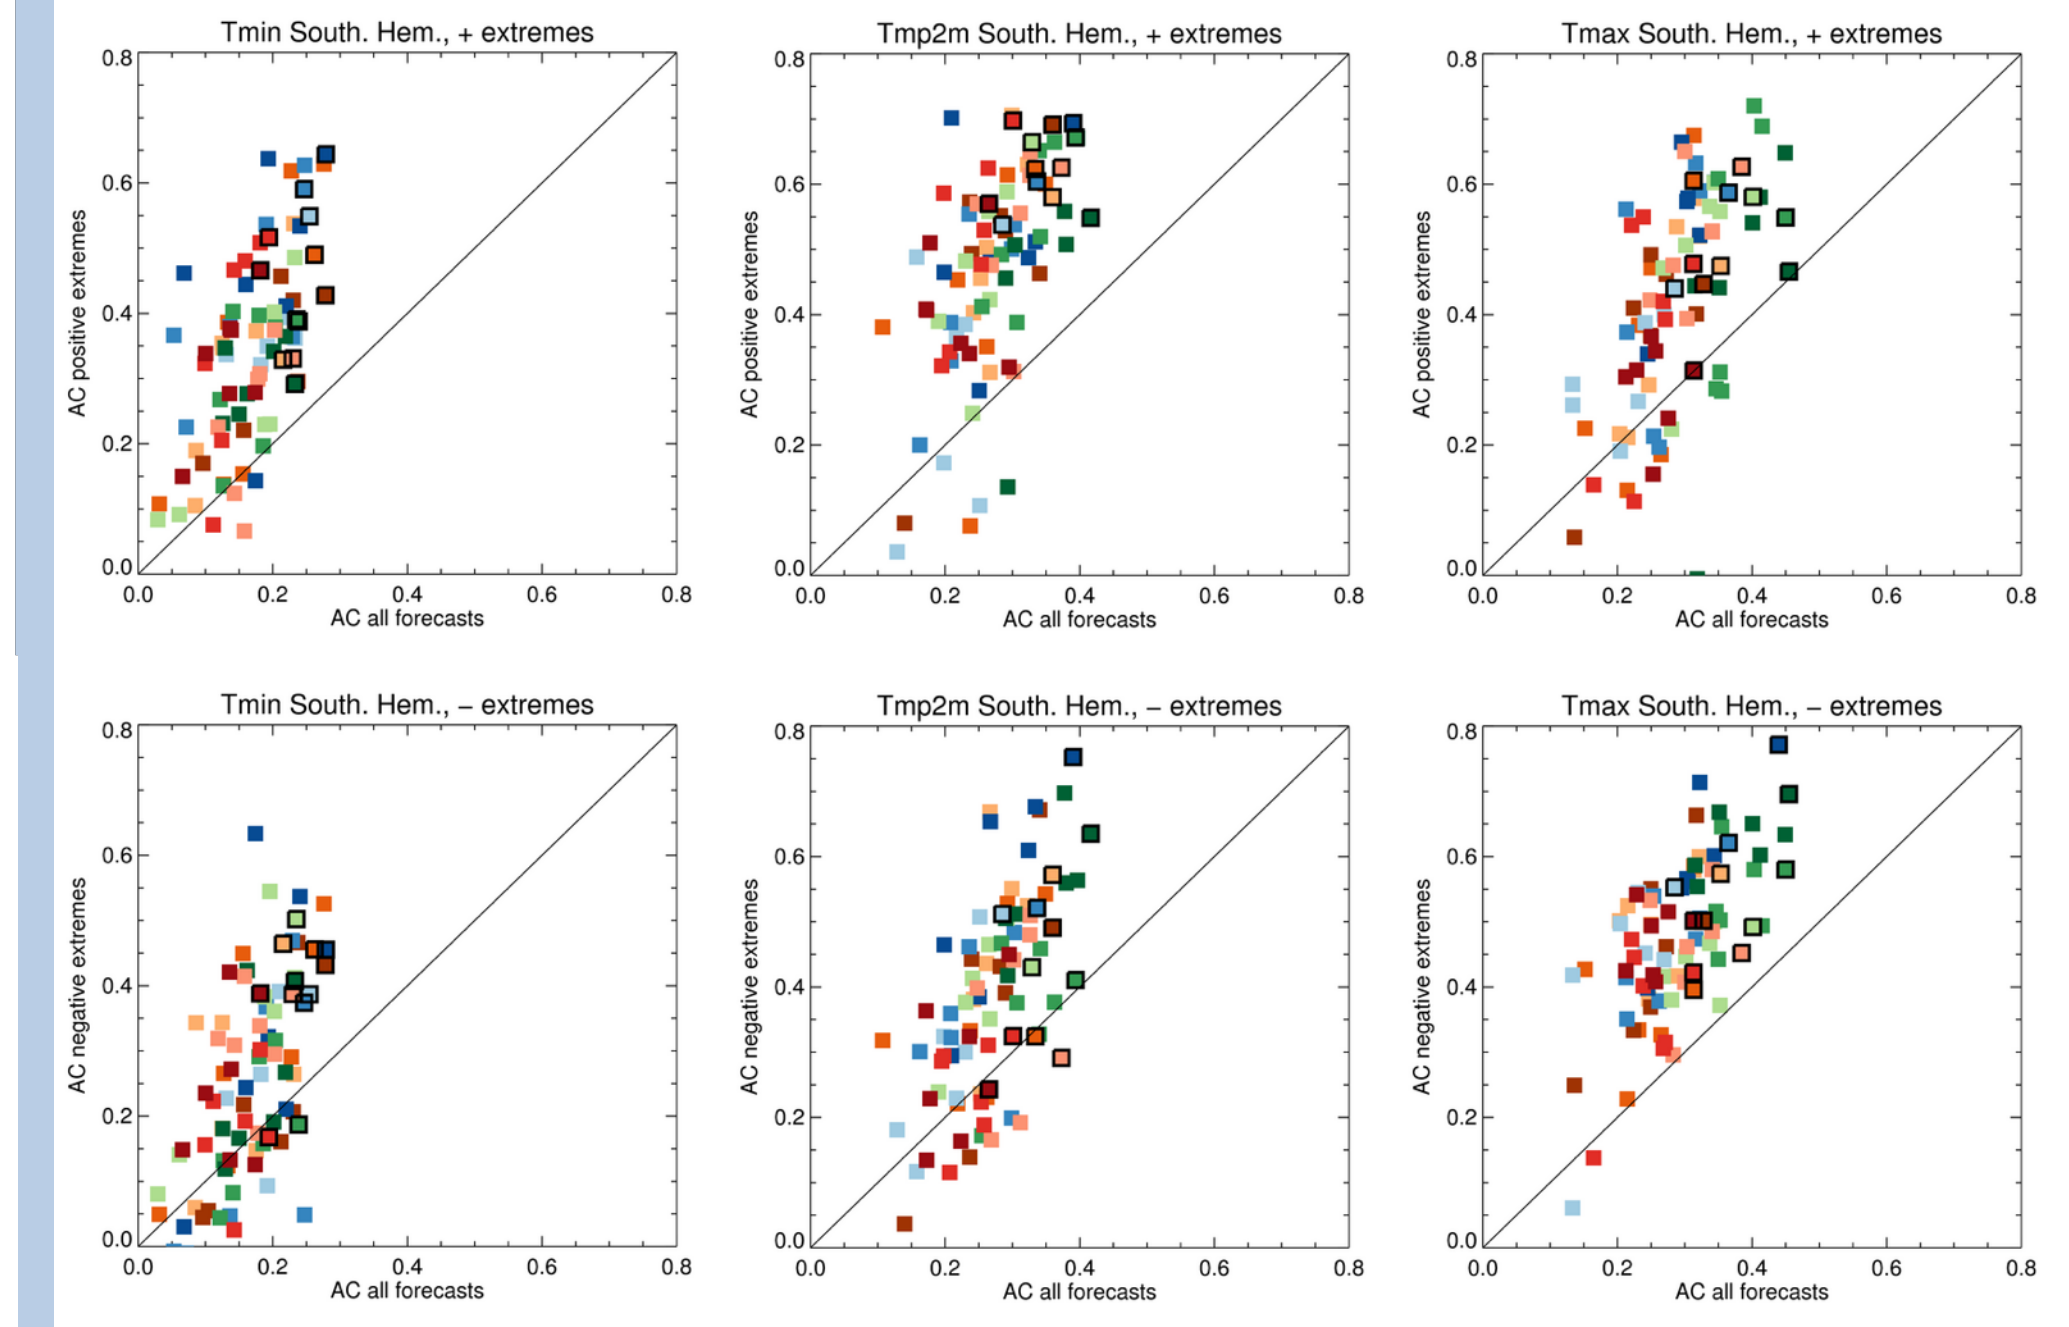 Tmin South. Hem., + extremes
Tmp2m South. Hem., + extremes
Tmax South. Hem., + extremes
0.8
0.6
0.4
0.2
0.0
AC positive extremes
0.0 0.2 0.4 0.6 0.8
AC all forecasts
0.8
0.6
0.4
0.2
0.0
AC positive extremes
0.0 0.2 0.4 0.6 0.8
AC all forecasts
0.8
0.6
0.4
0.2
0.0
AC positive extremes
0.0 0.2 0.4 0.6 0.8
AC all forecasts
Tmin South. Hem., − extremes
Tmp2m South. Hem., − extremes
Tmax South. Hem., − extremes
0.8
0.6
0.4
0.2
0.0
AC negative extremes
0.0 0.2 0.4 0.6 0.8
AC all forecasts
0.8
0.6
0.4
0.2
0.0
AC negative extremes
0.0 0.2 0.4 0.6 0.8
AC all forecasts
0.8
0.6
0.4
0.2
0.0
AC negative extremes
0.0 0.2 0.4 0.6 0.8
AC all forecasts